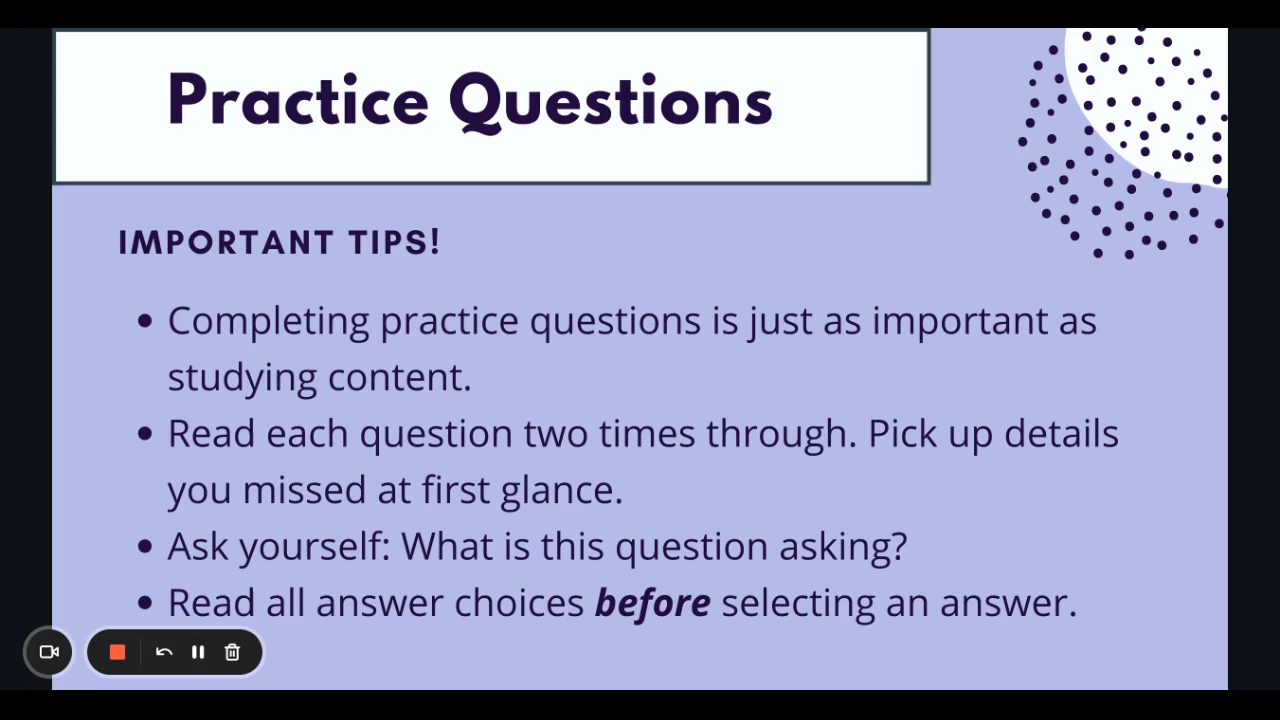 Practice Questions
IMPORTANT TIPS!
• Completing practice questions is just as important as
studying content.
• Read each question two times through. Pick up details
you missed at first glance.
• Ask yourself: What is this question asking?
• Read all answer choices before selecting an answer.